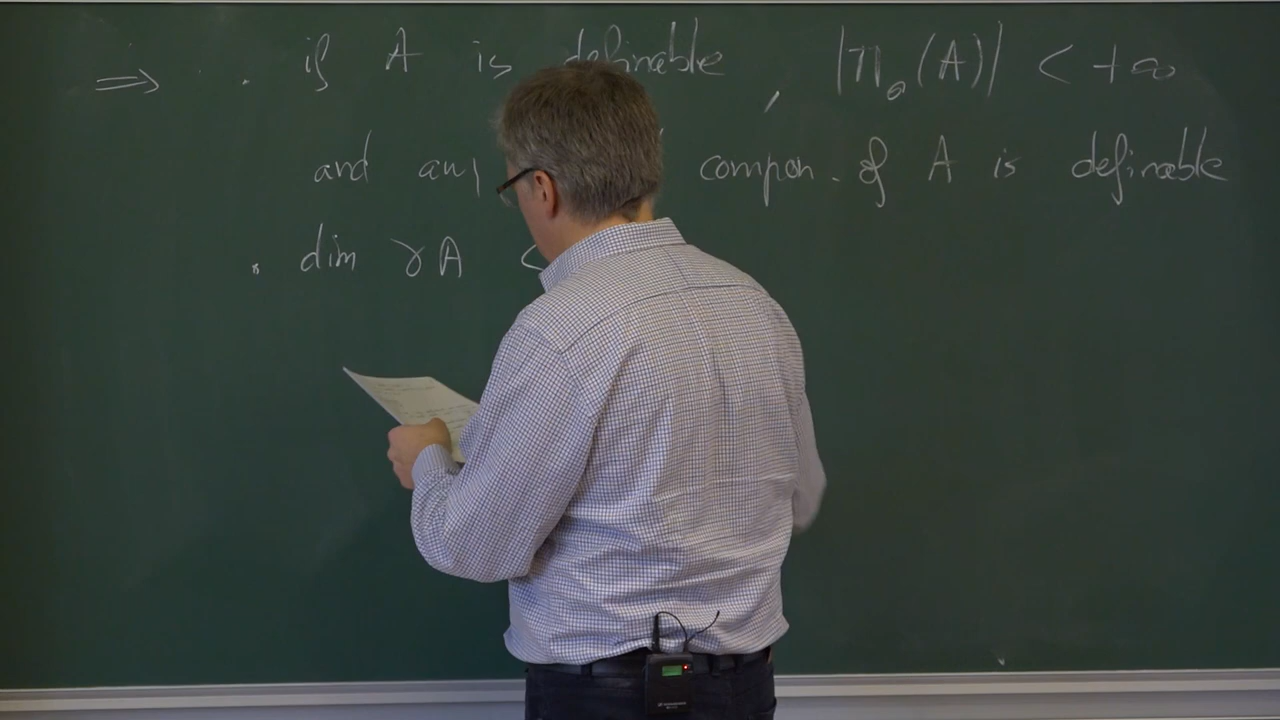 ⇒ . if A is definable , |π₀(A)| < +∞
and any compon. of A is definable
. dim ∂A <